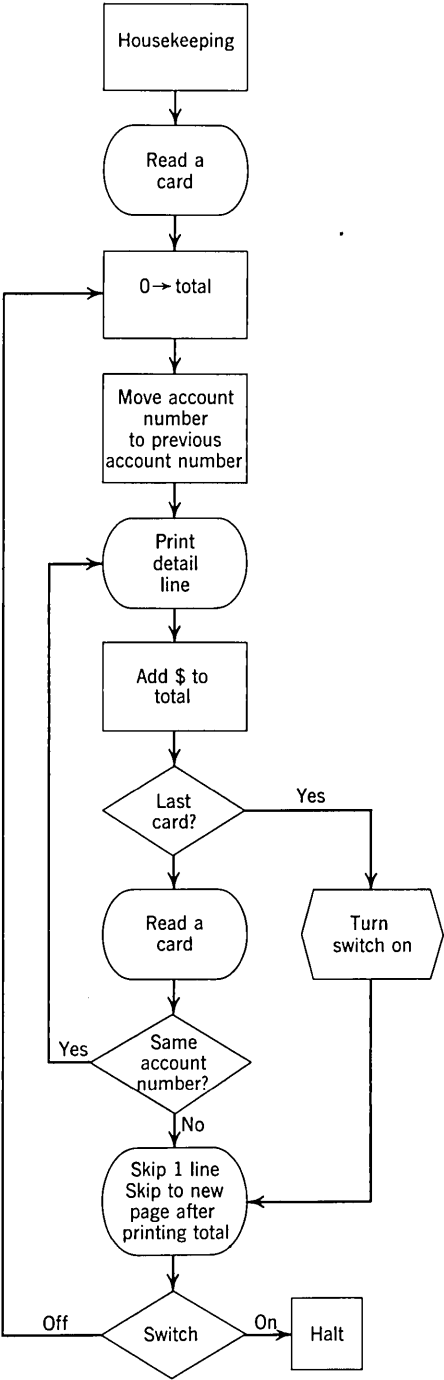 Housekeeping
Read a
card
0→ total
Move account
number
to previous
account number
Print
detail
line
Add $ to
total
Last
card?
Yes
Read a
card
Turn
switch on
Same
account
number?
Yes
No
Skip 1 line
Skip to new
page after
printing total
Off
Switch
On
Halt